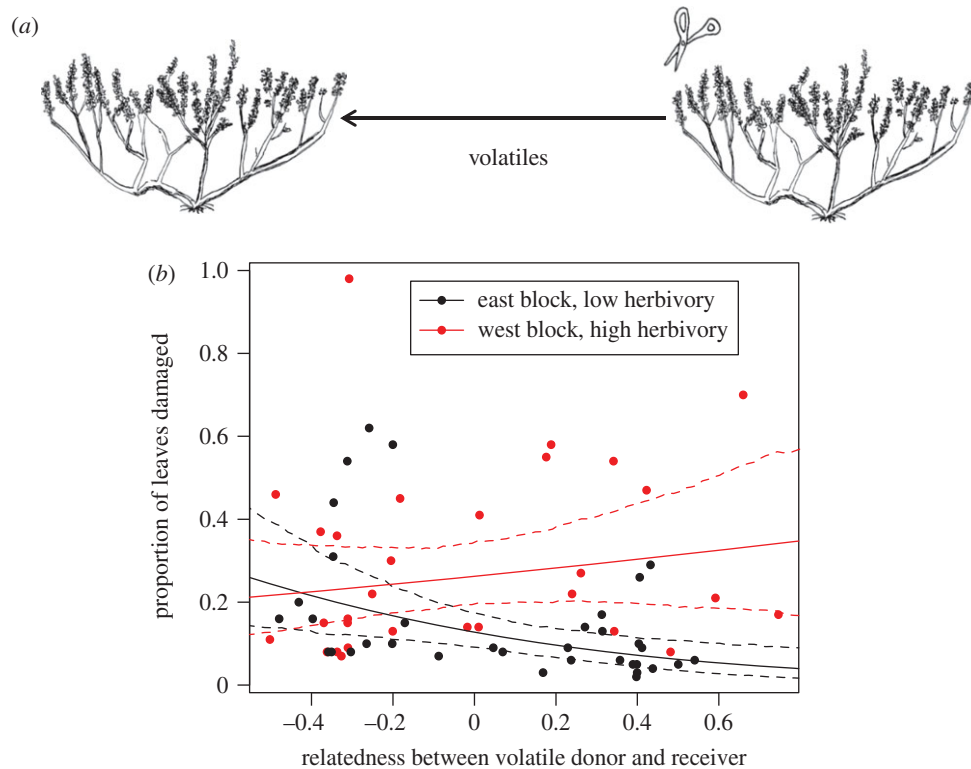 (a)
volatiles
(b)
1.0
0.8
0.6
0.4
0.2
0
proportion of leaves damaged
east block, low herbivory
west block, high herbivory
–0.4 –0.2 0 0.2 0.4 0.6
relatedness between volatile donor and receiver